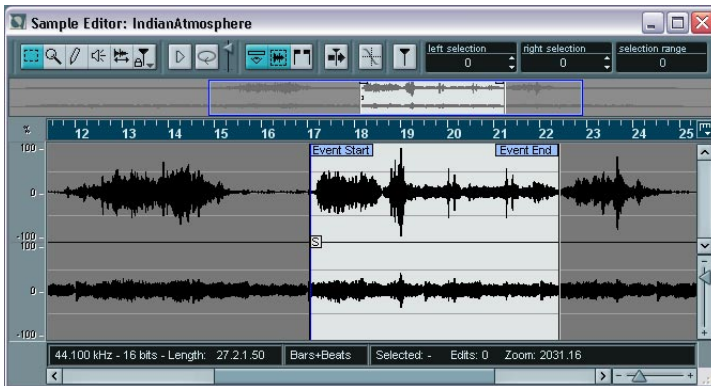 Sample Editor: IndianAtmosphere
left selection right selection selection range
0 0 0
% 12 13 14 15 16 17 18 19 20 21 22 23 24 25
100
Event Start Event End
0
-100
100
S
0
-100
44.100 kHz - 16 bits - Length: 27.2.1.50 Bars+Beats Selected: - Edits: 0 Zoom: 2031.16